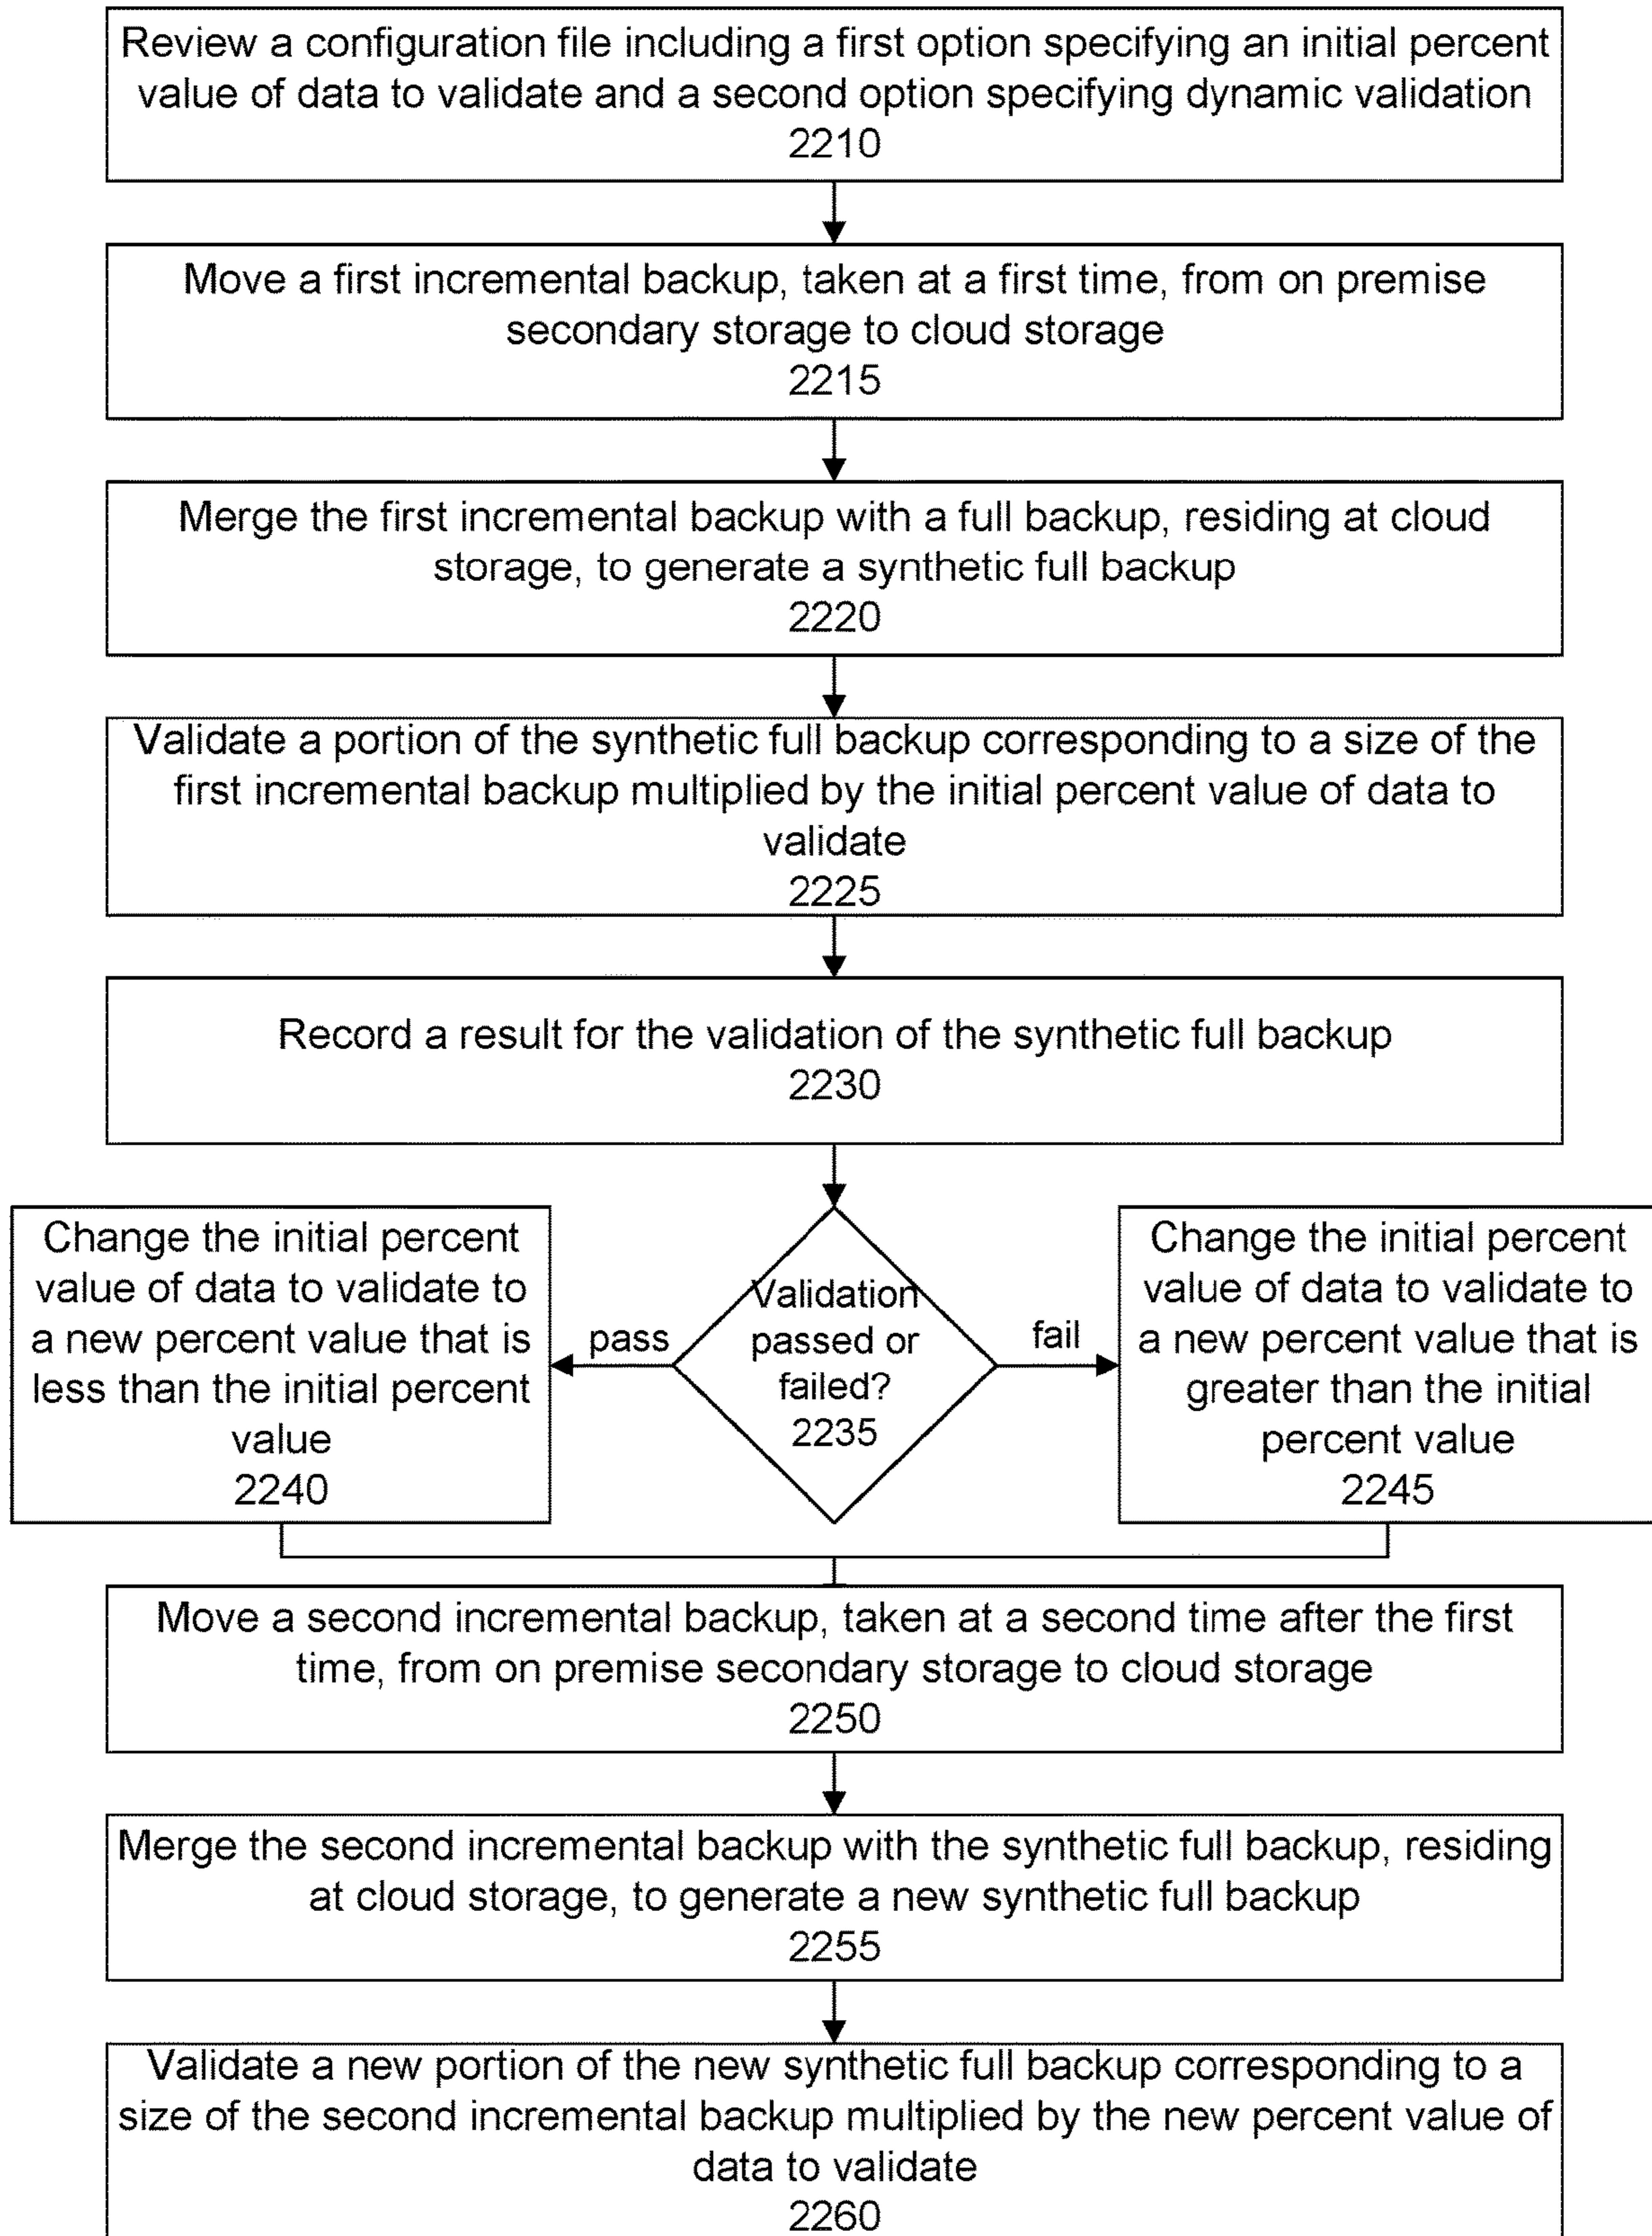 Review a configuration file including a first option specifying an initial percent
value of data to validate and a second option specifying dynamic validation
2210
Move a first incremental backup, taken at a first time, from on premise
secondary storage to cloud storage
2215
Merge the first incremental backup with a full backup, residing at cloud
storage, to generate a synthetic full backup
2220
Validate a portion of the synthetic full backup corresponding to a size of the
first incremental backup multiplied by the initial percent value of data to
validate
2225
Record a result for the validation of the synthetic full backup
2230
Change the initial percent
value of data to validate to
a new percent value that is
less than the initial percent
value
2240
pass
Validation
passed or
failed?
2235
fail
Change the initial percent
value of data to validate to
a new percent value that is
greater than the initial
percent value
2245
Move a second incremental backup, taken at a second time after the first
time, from on premise secondary storage to cloud storage
2250
Merge the second incremental backup with the synthetic full backup, residing
at cloud storage, to generate a new synthetic full backup
2255
Validate a new portion of the new synthetic full backup corresponding to a
size of the second incremental backup multiplied by the new percent value of
data to validate
2260